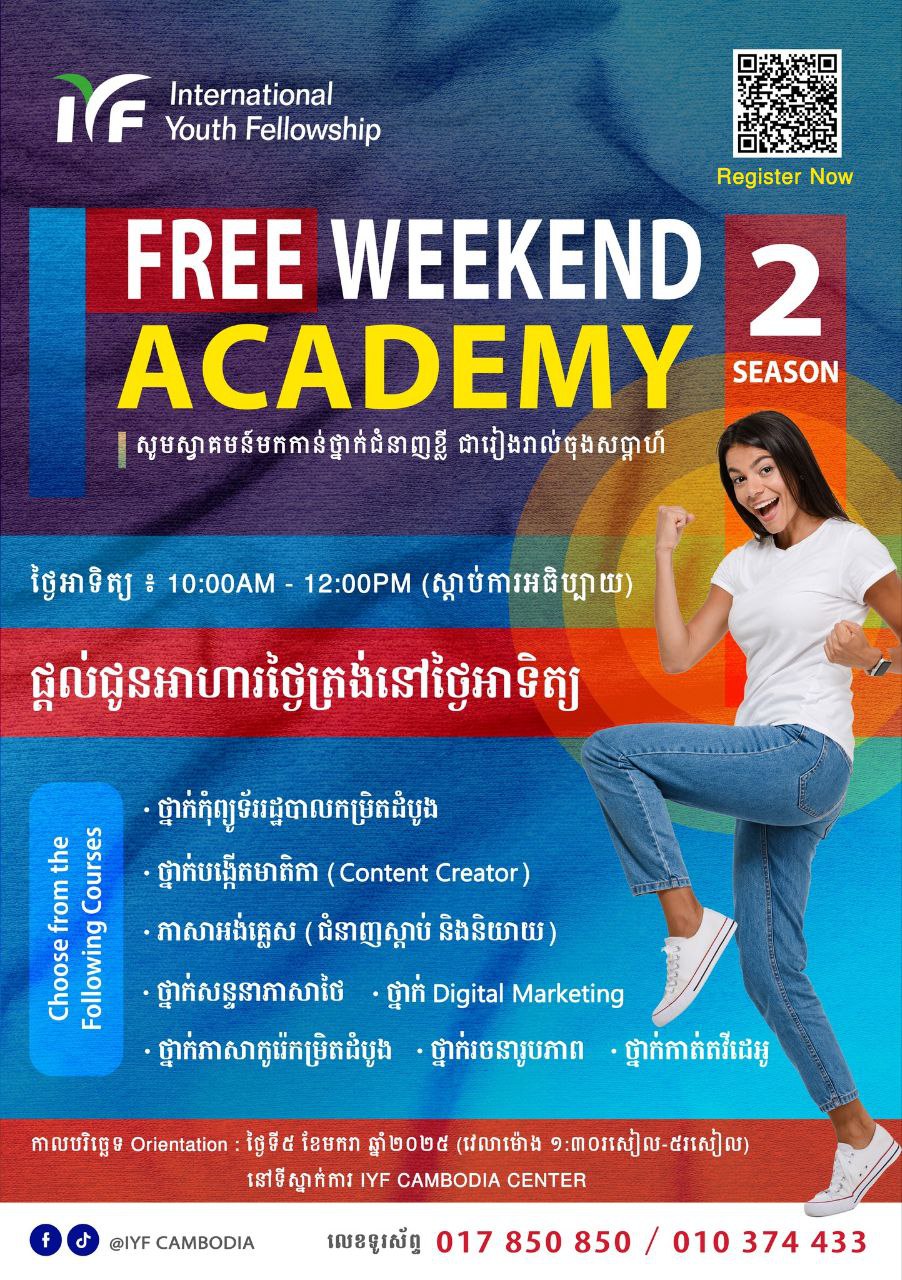 IYF International
Youth Fellowship
Register Now
FREE WEEKEND
ACADEMY
2
SEASON
សូមស្វាគមន៍មកកាន់ថ្នាក់ជំនាញខ្លី ជារៀងរាល់ចុងសប្តាហ៍
ថ្ងៃអាទិត្យ ៖ 10:00AM - 12:00PM (ស្តាប់ការអធិប្បាយ)
ផ្តល់ជូនអាហារថ្ងៃត្រង់នៅថ្ងៃអាទិត្យ
Choose from the
Following Courses
· ថ្នាក់កុំព្យូទ័ររដ្ឋបាលកម្រិតដំបូង
· ថ្នាក់បង្កើតមាតិកា (Content Creator)
· ភាសាអង់គ្លេស (ជំនាញស្តាប់ និងនិយាយ)
· ថ្នាក់សន្ទនាភាសាថៃ · ថ្នាក់ Digital Marketing
· ថ្នាក់ភាសាកូរ៉េកម្រិតដំបូង · ថ្នាក់រចនារូបភាព · ថ្នាក់កាត់តវីដេអូ
កាលបរិច្ឆេទ Orientation : ថ្ងៃទី៥ ខែមករា ឆ្នាំ២០២៥ (វេលាម៉ោង ១:៣០រសៀល-៥រសៀល)
នៅទីស្នាក់ការ IYF CAMBODIA CENTER
@IYF CAMBODIA លេខទូរស័ព្ទ 017 850 850 / 010 374 433